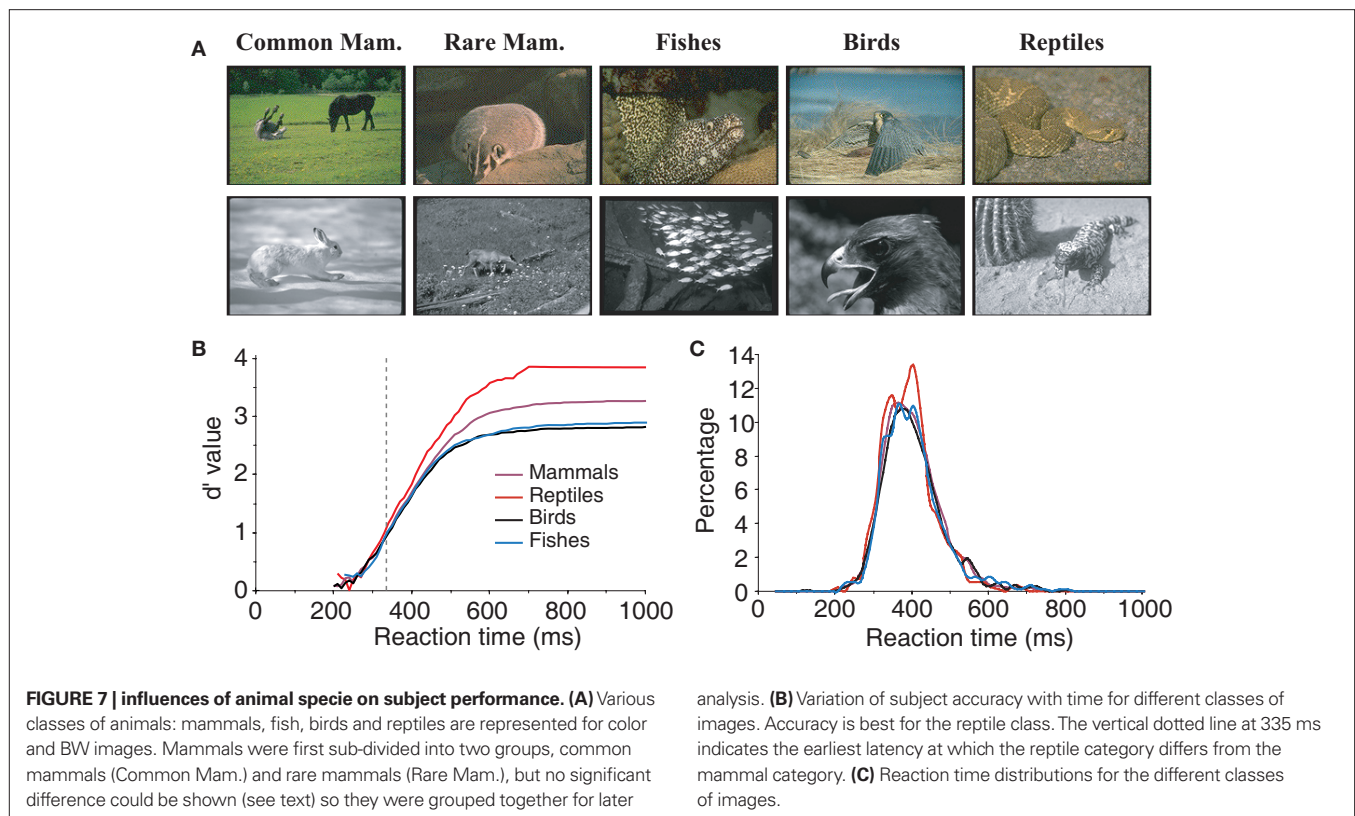 A
Common Mam. Rare Mam. Fishes Birds Reptiles
B
4
3
2
1
0
d' value
0 200 400 600 800 1000
Reaction time (ms)
Mammals
Reptiles
Birds
Fishes
C
14
12
10
8
6
4
2
0
Percentage
0 200 400 600 800 1000
Reaction time (ms)
FIGURE 7 | influences of animal specie on subject performance. (A) Various
classes of animals: mammals, fish, birds and reptiles are represented for color
and BW images. Mammals were first sub-divided into two groups, common
mammals (Common Mam.) and rare mammals (Rare Mam.), but no significant
difference could be shown (see text) so they were grouped together for later
analysis. (B) Variation of subject accuracy with time for different classes of
images. Accuracy is best for the reptile class. The vertical dotted line at 335 ms
indicates the earliest latency at which the reptile category differs from the
mammal category. (C) Reaction time distributions for the different classes
of images.